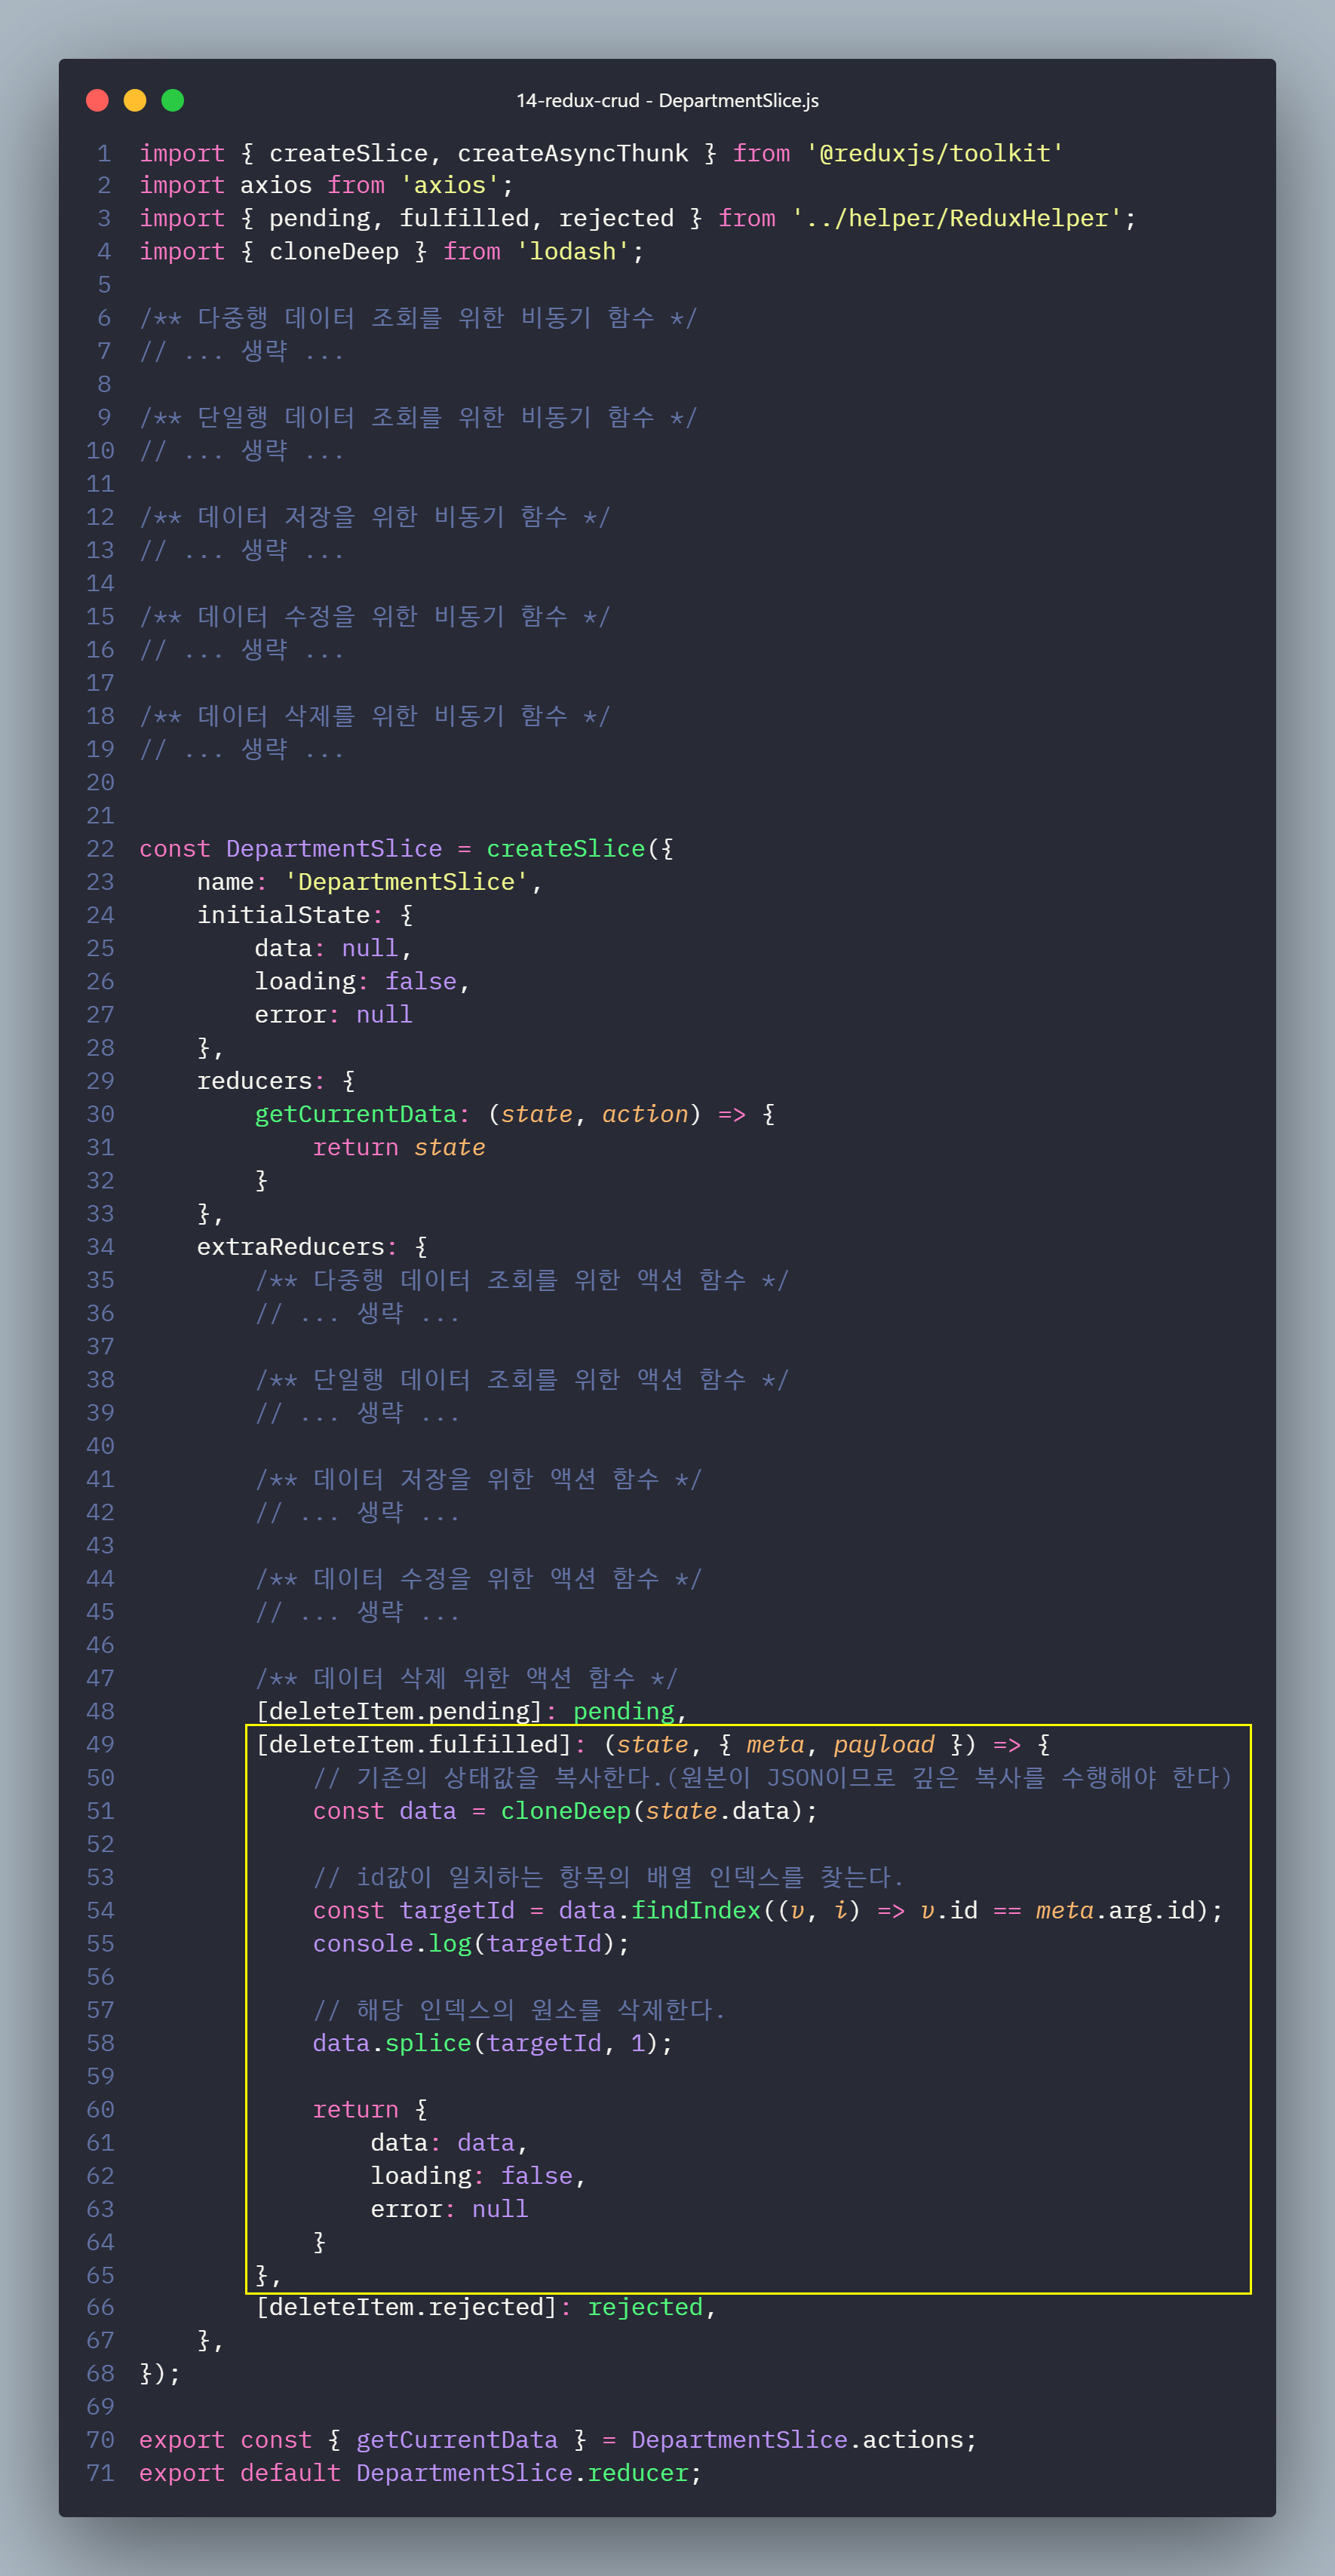 14-redux-crud - DepartmentSlice.js
1 import { createSlice, createAsyncThunk } from '@reduxjs/toolkit'
2 import axios from 'axios';
3 import { pending, fulfilled, rejected } from '../helper/ReduxHelper';
4 import { cloneDeep } from 'lodash';
5
6 /** 다중행 데이터 조회를 위한 비동기 함수 */
7 // ... 생략 ...
8
9 /** 단일행 데이터 조회를 위한 비동기 함수 */
10 // ... 생략 ...
11
12 /** 데이터 저장을 위한 비동기 함수 */
13 // ... 생략 ...
14
15 /** 데이터 수정을 위한 비동기 함수 */
16 // ... 생략 ...
17
18 /** 데이터 삭제를 위한 비동기 함수 */
19 // ... 생략 ...
20
21
22 const DepartmentSlice = createSlice({
23     name: 'DepartmentSlice',
24     initialState: {
25         data: null,
26         loading: false,
27         error: null
28     },
29     reducers: {
30         getCurrentData: (state, action) => {
31             return state
32         }
33     },
34     extraReducers: {
35         /** 다중행 데이터 조회를 위한 액션 함수 */
36         // ... 생략 ...
37
38         /** 단일행 데이터 조회를 위한 액션 함수 */
39         // ... 생략 ...
40
41         /** 데이터 저장을 위한 액션 함수 */
42         // ... 생략 ...
43
44         /** 데이터 수정을 위한 액션 함수 */
45         // ... 생략 ...
46
47         /** 데이터 삭제 위한 액션 함수 */
48         [deleteItem.pending]: pending,
49         [deleteItem.fulfilled]: (state, { meta, payload }) => {
50             // 기존의 상태값을 복사한다.(원본이 JSON이므로 깊은 복사를 수행해야 한다)
51             const data = cloneDeep(state.data);
52
53             // id값이 일치하는 항목의 배열 인덱스를 찾는다.
54             const targetId = data.findIndex((v, i) => v.id == meta.arg.id);
55             console.log(targetId);
56
57             // 해당 인덱스의 원소를 삭제한다.
58             data.splice(targetId, 1);
59
60             return {
61                 data: data,
62                 loading: false,
63                 error: null
64             }
65         },
66         [deleteItem.rejected]: rejected,
67     },
68 });
69
70 export const { getCurrentData } = DepartmentSlice.actions;
71 export default DepartmentSlice.reducer;